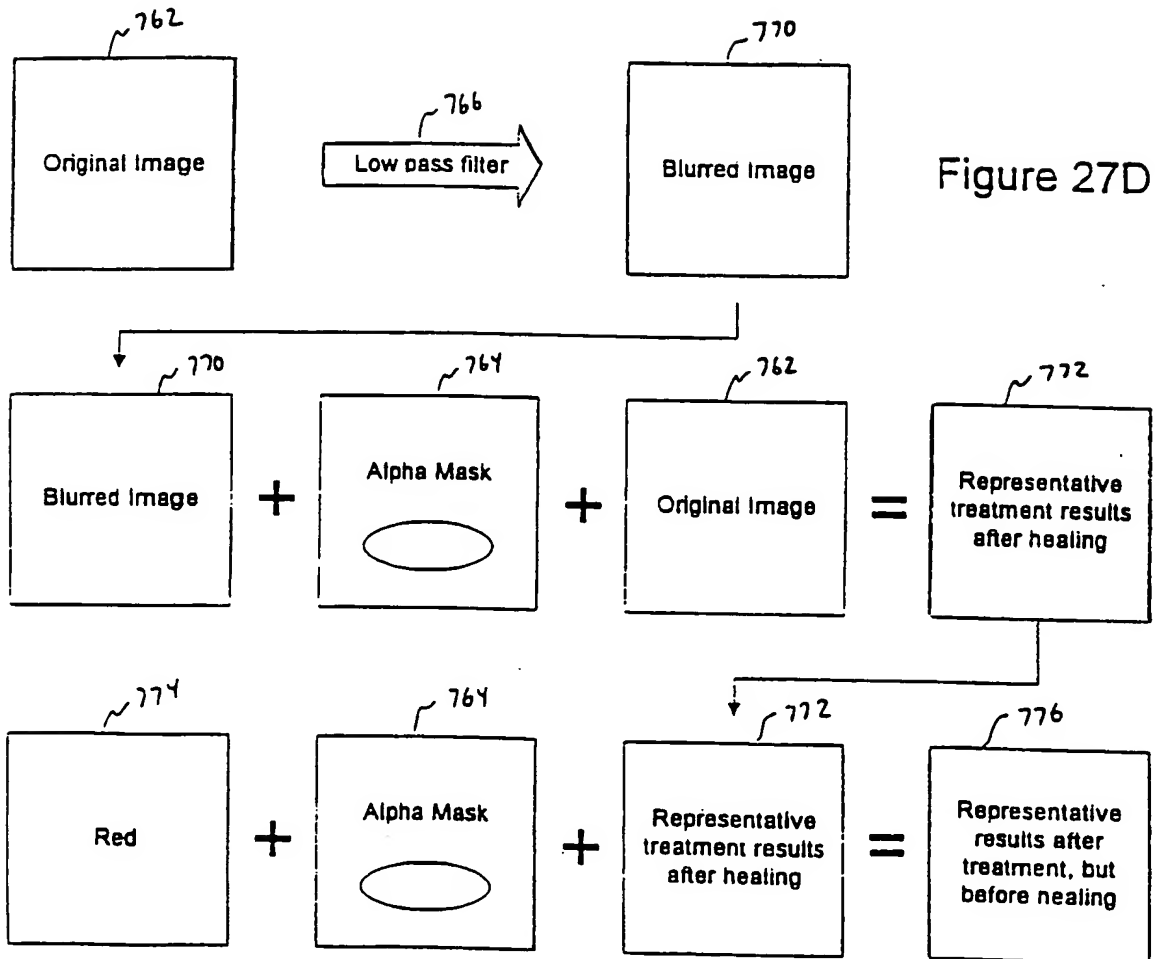 762
770
766
Original Image
Low pass filter
Blurred Image
Figure 27D
770
764
762
772
Blurred Image
+
Alpha Mask
+
Original Image
=
Representative
treatment results
after healing
774
764
772
776
Red
+
Alpha Mask
+
Representative
treatment results
after healing
=
Representative
results after
treatment, but
before nealing